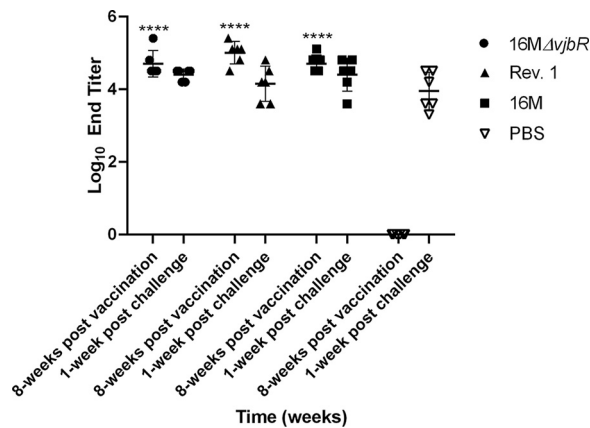 Log10 End Titer
6
4
2
0
****
****
****
16MΔvjbR
Rev. 1
16M
PBS
8-weeks post vaccination
1-week post challenge
8-weeks post vaccination
1-week post challenge
8-weeks post vaccination
1-week post challenge
8-weeks post vaccination
1-week post challenge
Time (weeks)